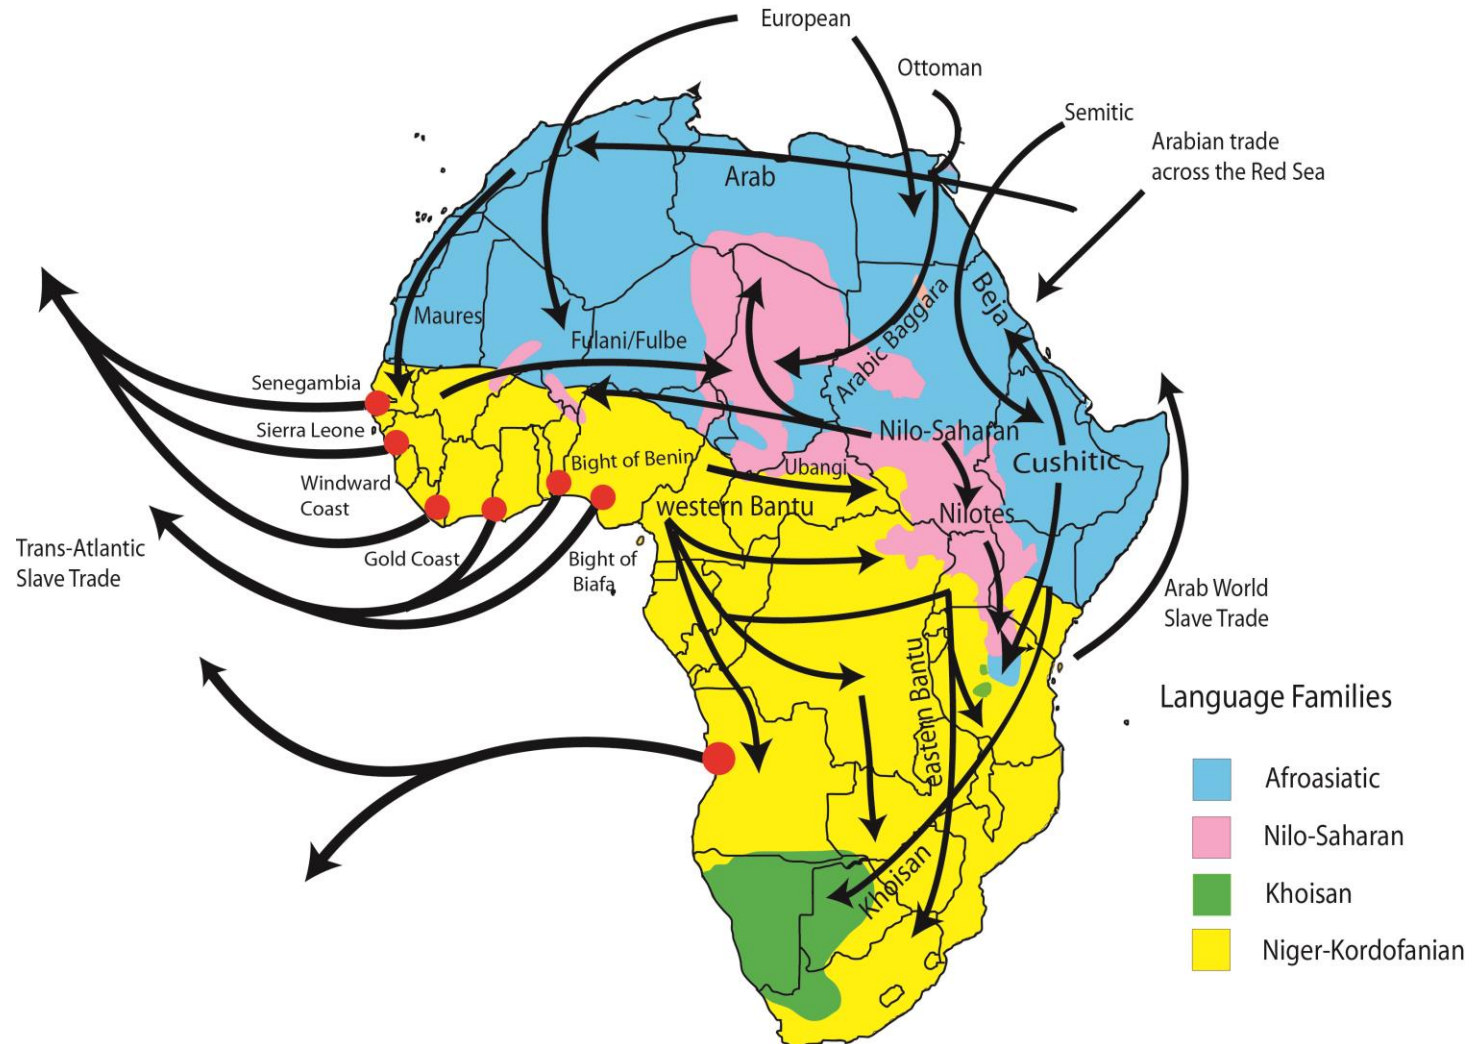 European
Ottoman
Semitic
Arabian trade
across the Red Sea
Arab
Beja
Maures
Arabic Baggara
Fulani/Fulbe
Senegambia
Sierra Leone
Nilo-Saharan
Cushitic
Bight of Benin
Ubangi
Windward
Coast
western Bantu
Nilotes
Trans-Atlantic
Slave Trade
Gold Coast
Bight of
Biafa
Arab World
Slave Trade
eastern Bantu
Khoisan
Language Families
Afroasiatic
Nilo-Saharan
Khoisan
Niger-Kordofanian